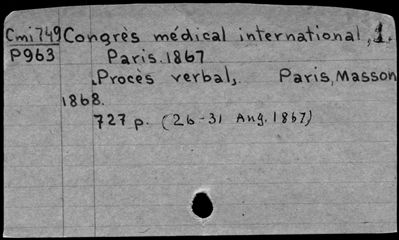 Cmi749 Congrès médical international, 1.
P963 Paris.1867
Procès verbal. Paris, Masson
1868.
727 p. (26-31 Aug. 1867)